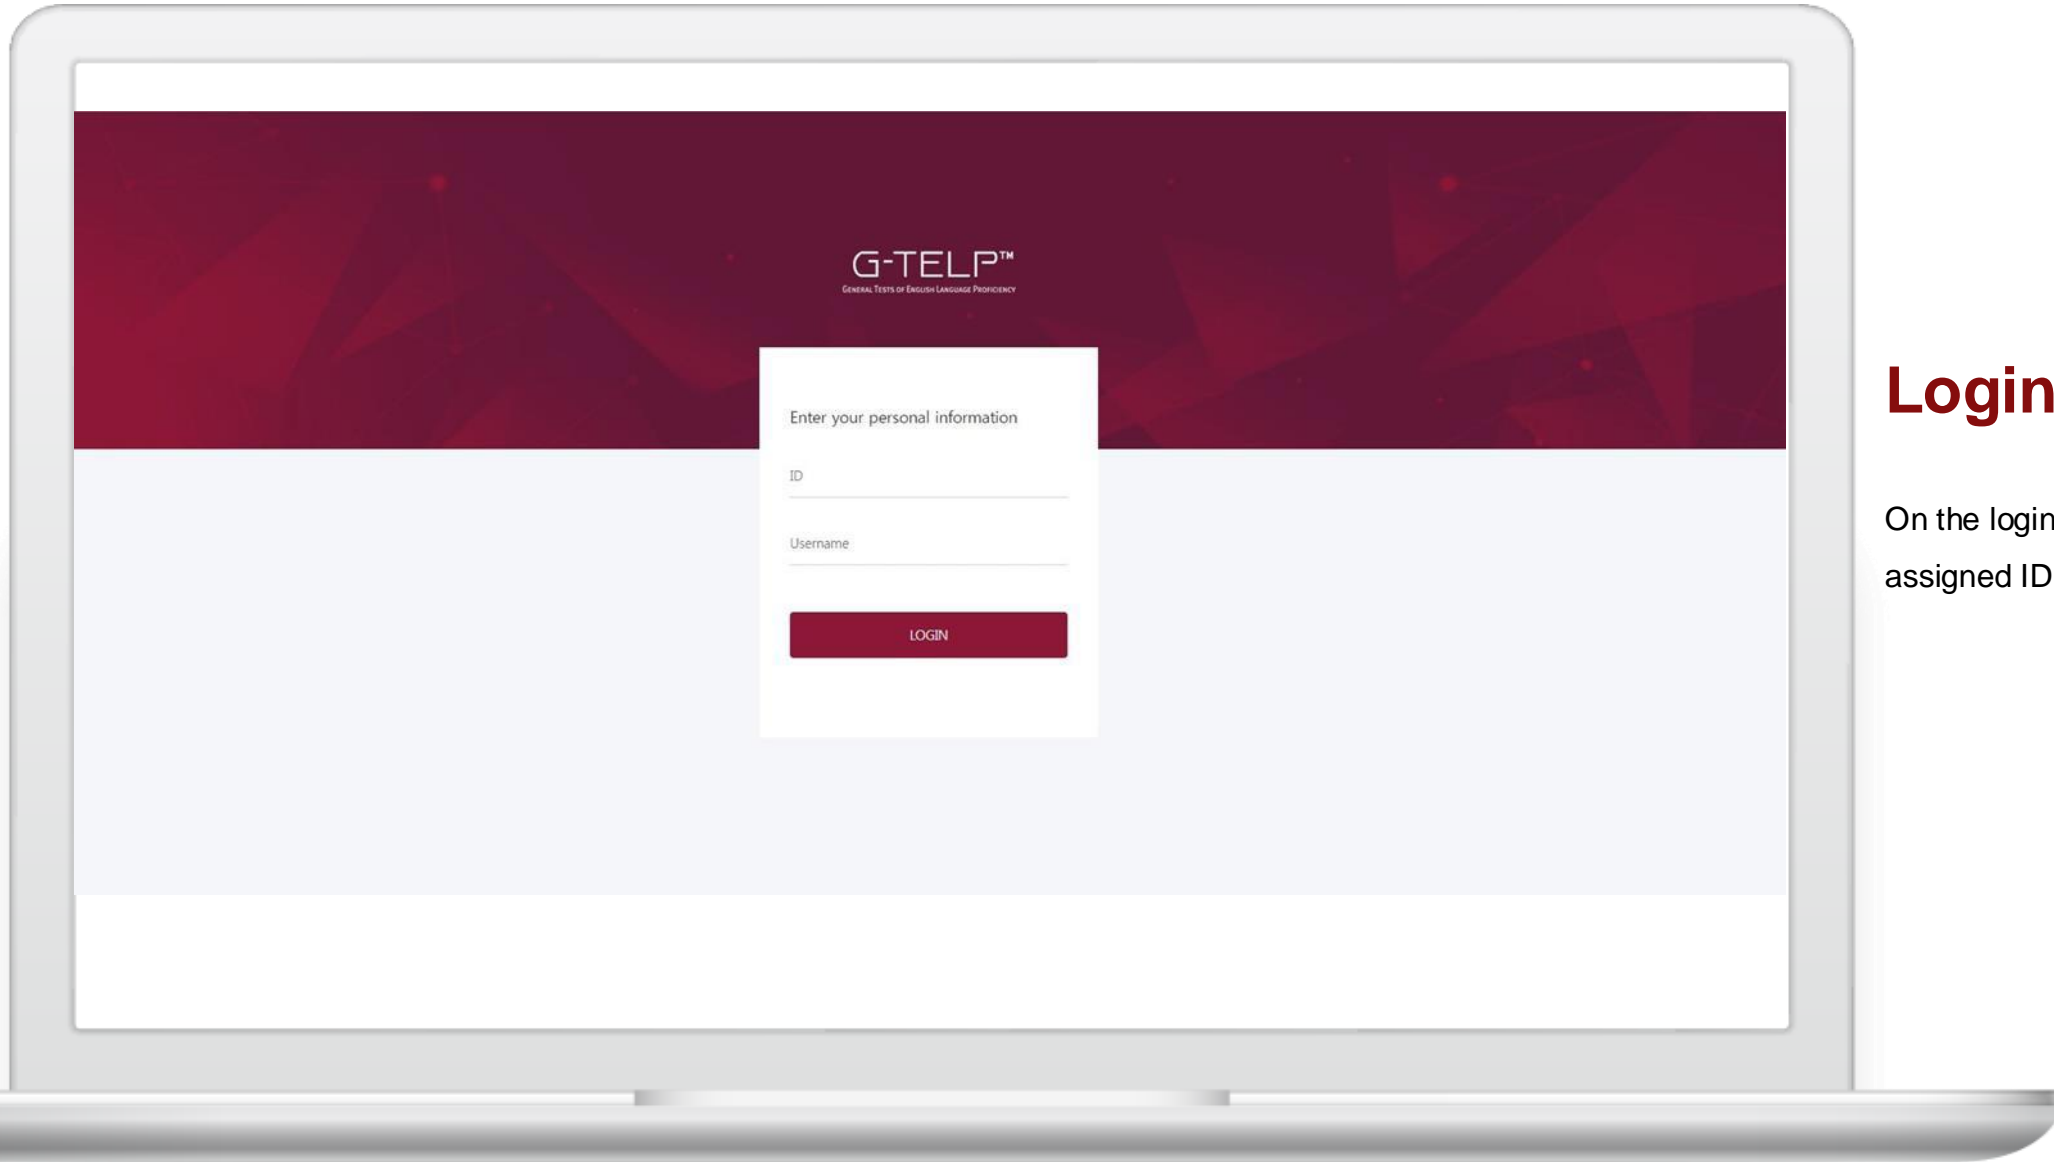 G-TELP™
General Tests of English Language Proficiency
Enter your personal information
ID
Username
LOGIN
Login
On the login
assigned ID